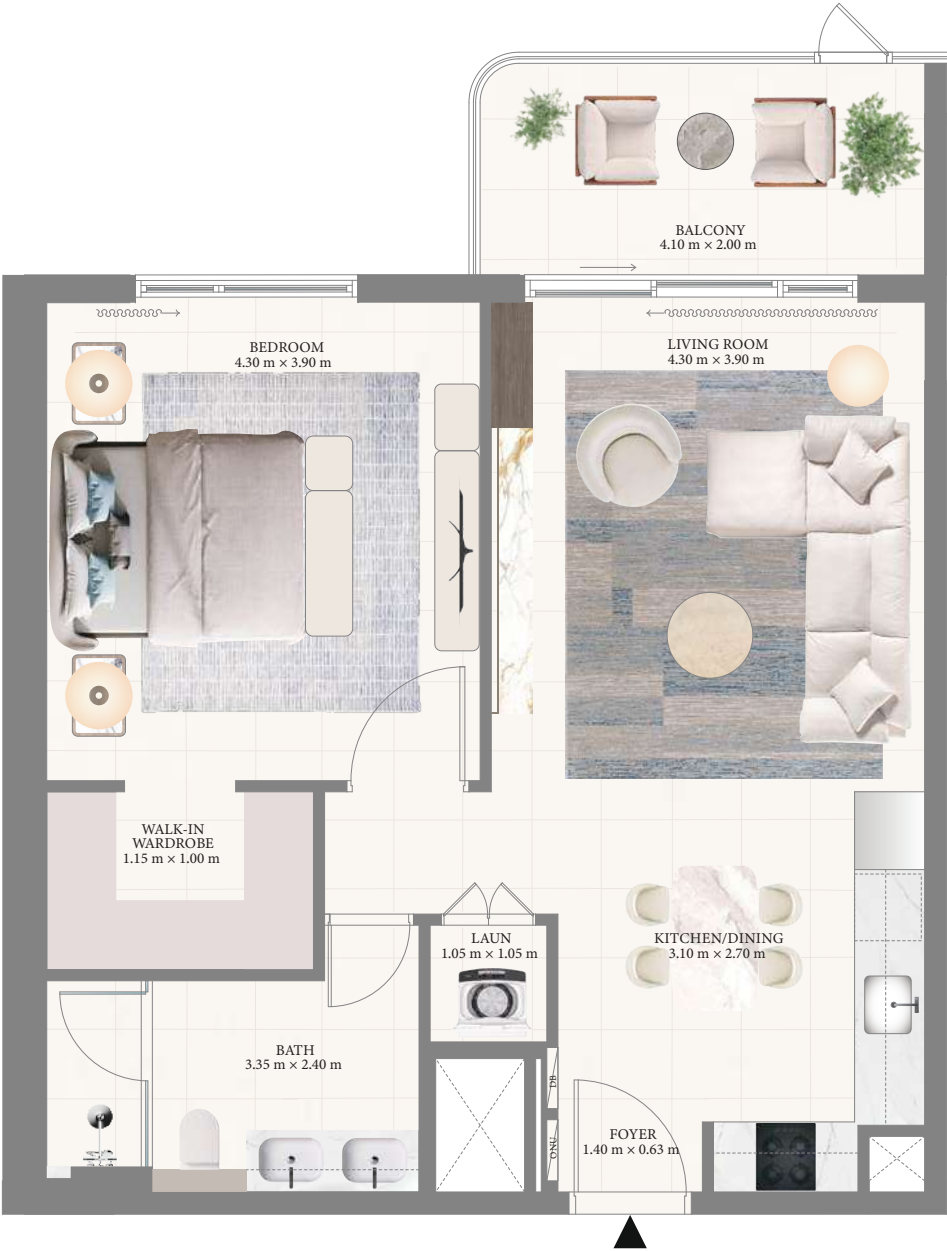 BALCONY
4.10 m × 2.00 m
BEDROOM
4.30 m × 3.90 m
LIVING ROOM
4.30 m × 3.90 m
WALK-IN
WARDROBE
1.15 m × 1.00 m
LAUN
1.05 m × 1.05 m
KITCHEN/DINING
3.10 m × 2.70 m
BATH
3.35 m × 2.40 m
DB
ONU
FOYER
1.40 m × 0.63 m